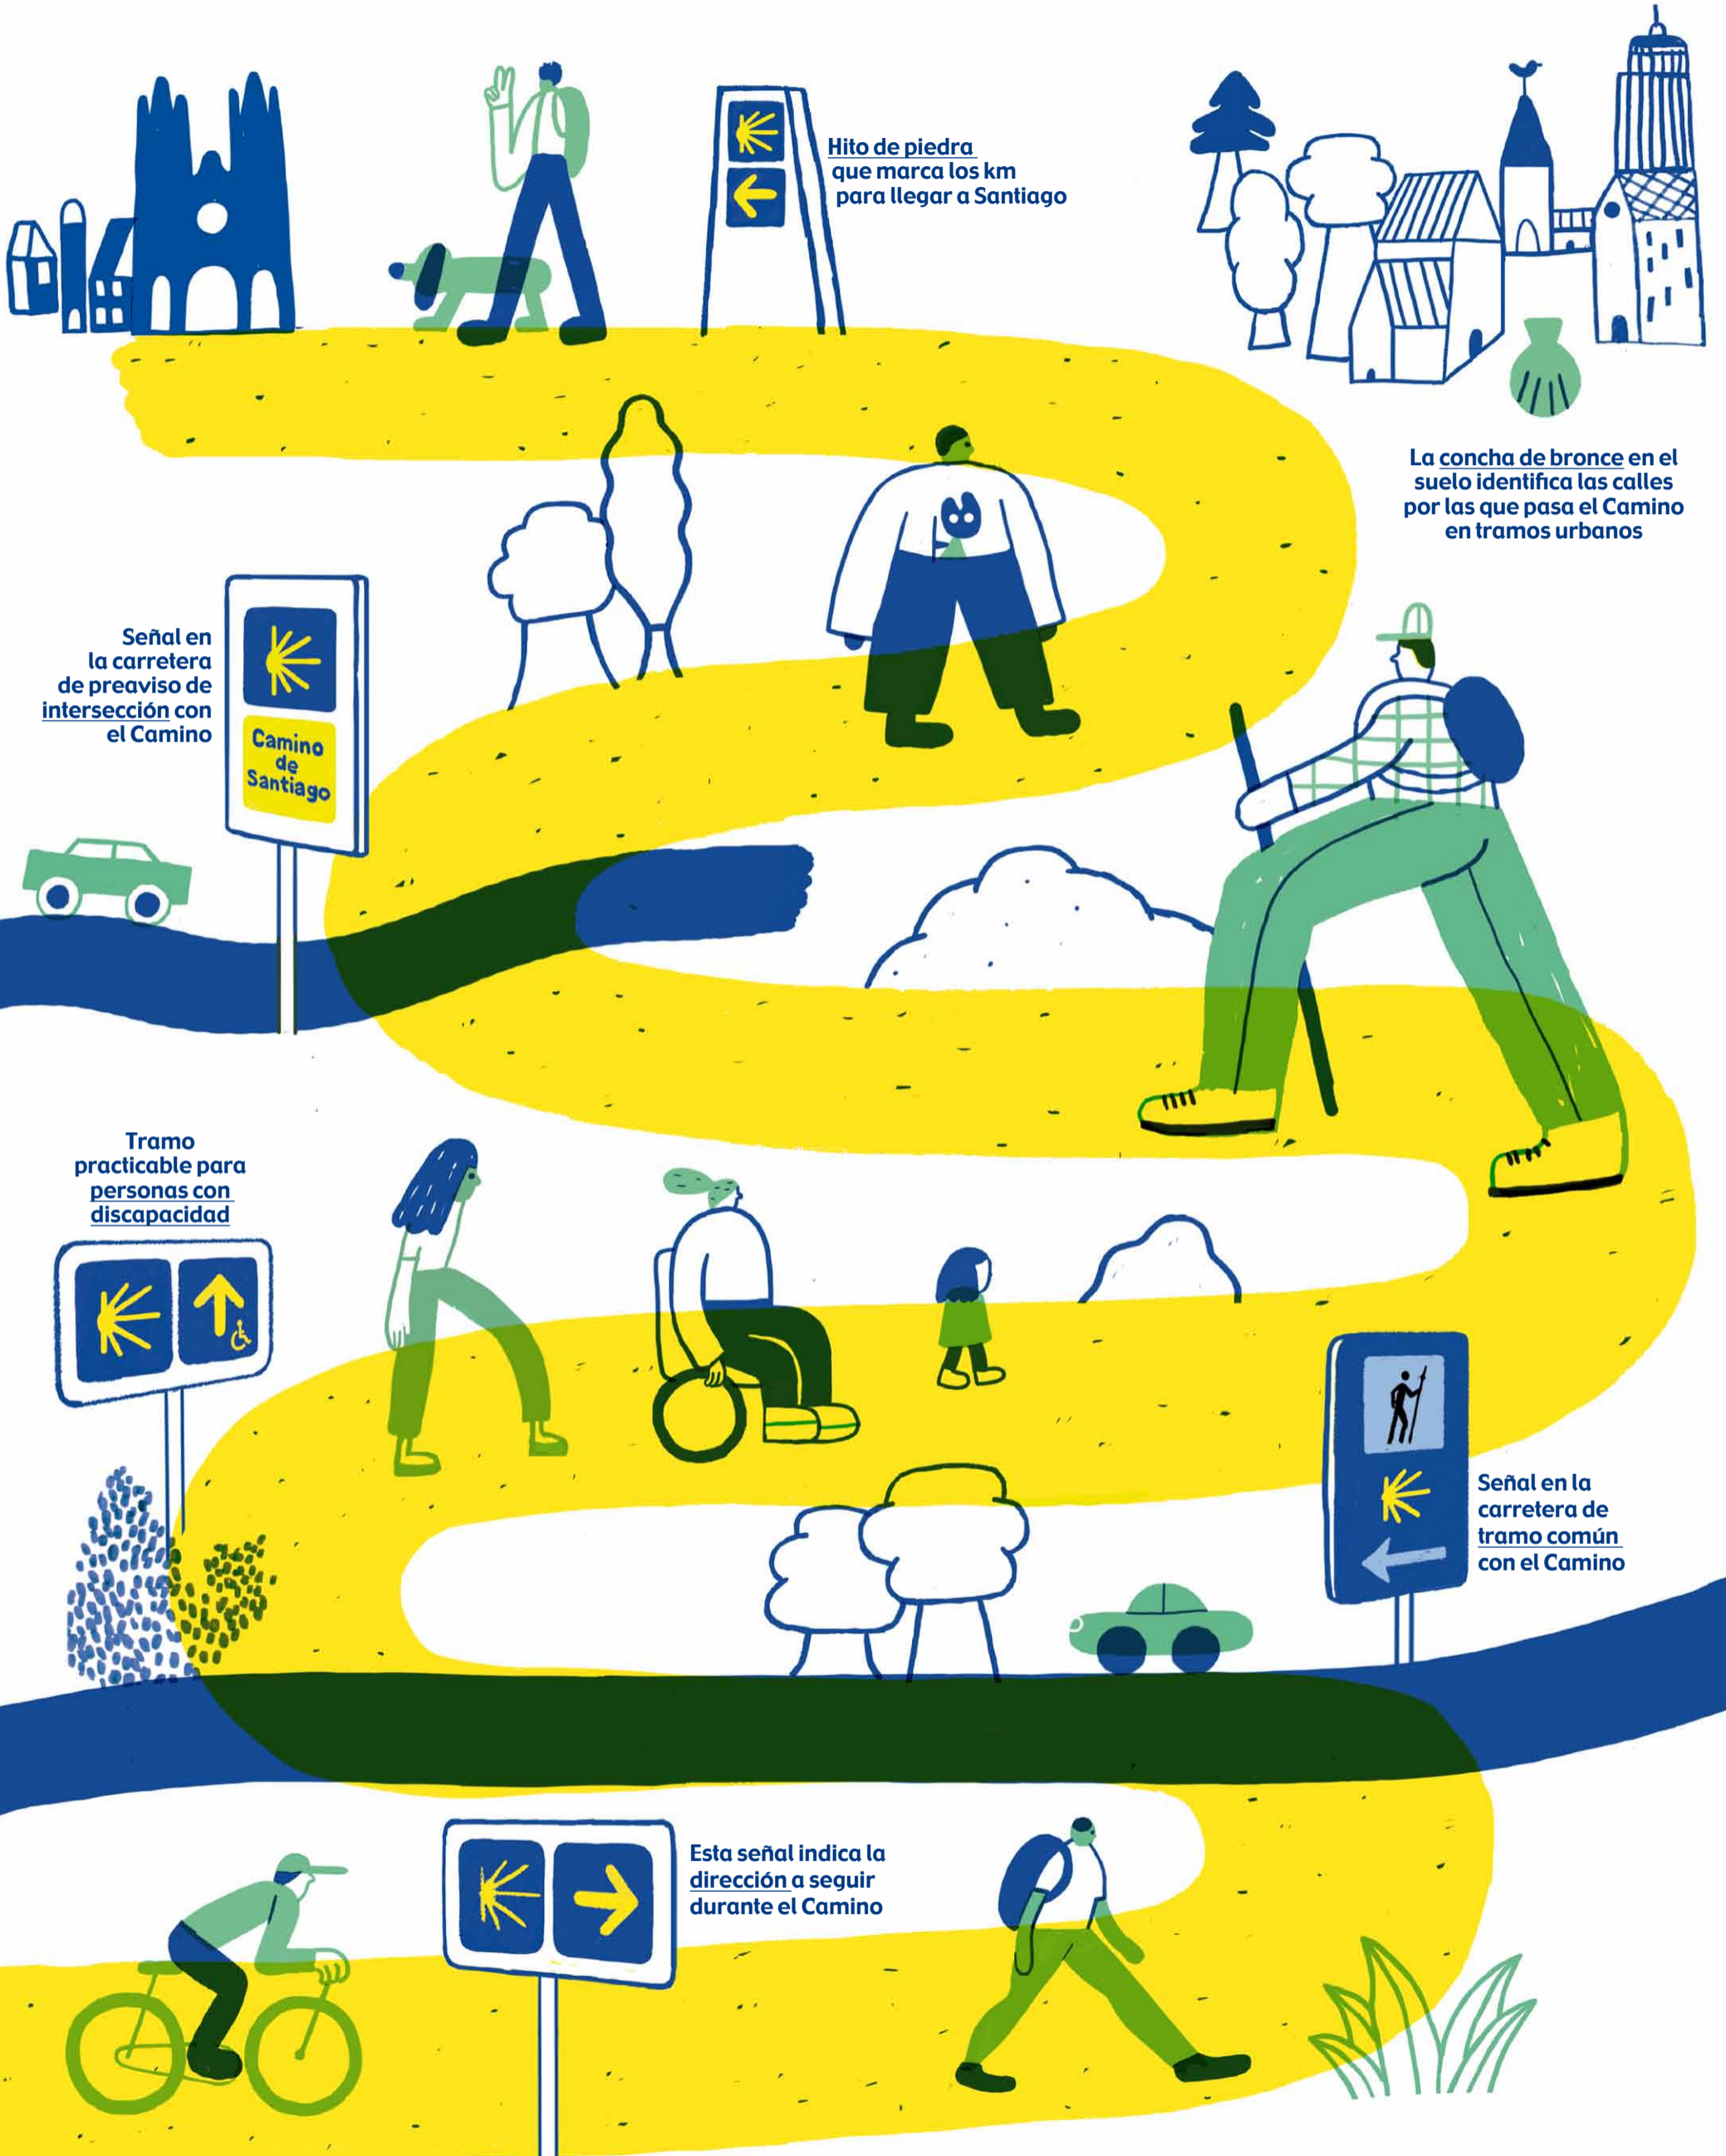 Hito de piedra
que marca los km
para llegar a Santiago
La concha de bronce en el
suelo identifica las calles
por las que pasa el Camino
en tramos urbanos
Señal en
la carretera
de preaviso de
intersección con
el Camino
Camino
de
Santiago
Tramo
practicable para
personas con
discapacidad
Señal en la
carretera de
tramo común
con el Camino
Esta señal indica la
dirección a seguir
durante el Camino